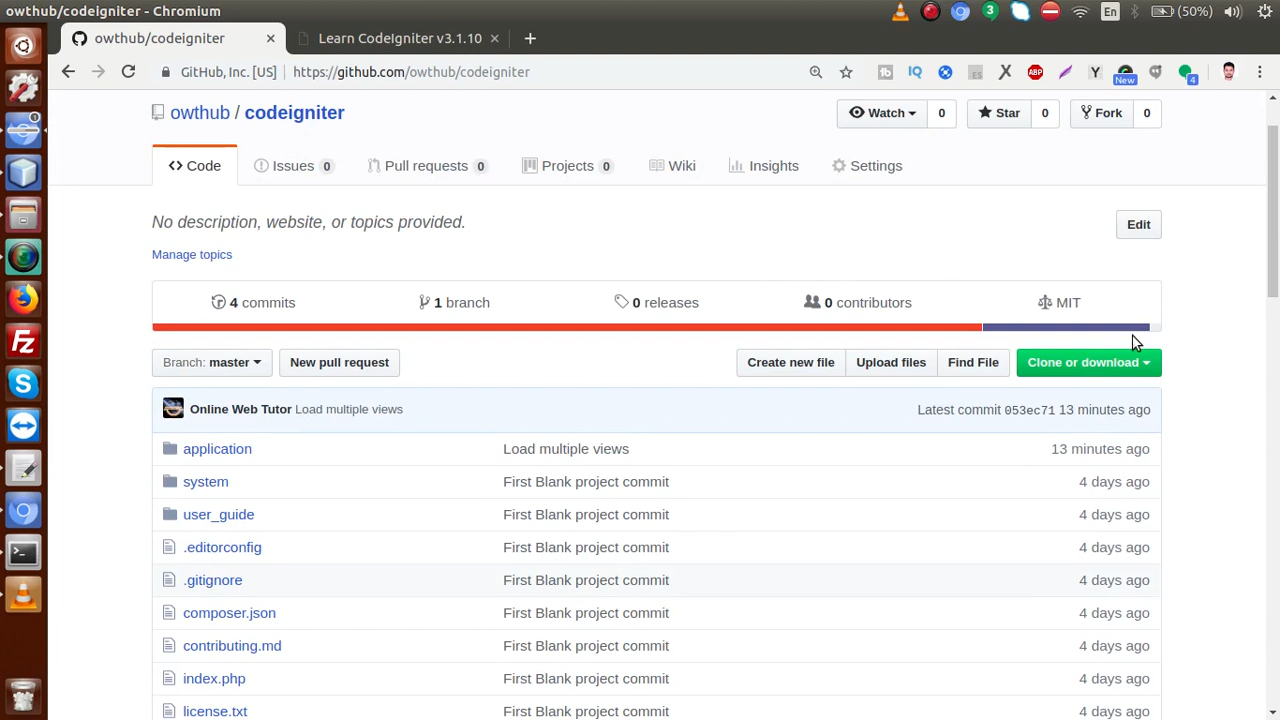 owthub/codeigniter - Chromium
3 En (50%)
owthub/codeigniter × Learn CodeIgniter v3.1.10 × +
GitHub, Inc. [US] https://github.com/owthub/codeigniter IQ ABP Y New 4
owthub / codeigniter Watch 0 Star 0 Fork 0
Code Issues 0 Pull requests 0 Projects 0 Wiki Insights Settings
No description, website, or topics provided. Edit
Manage topics
4 commits 1 branch 0 releases 0 contributors MIT
Branch: master New pull request Create new file Upload files Find File Clone or download
Online Web Tutor Load multiple views Latest commit 053ec71 13 minutes ago
application Load multiple views 13 minutes ago
system First Blank project commit 4 days ago
user_guide First Blank project commit 4 days ago
.editorconfig First Blank project commit 4 days ago
.gitignore First Blank project commit 4 days ago
composer.json First Blank project commit 4 days ago
contributing.md First Blank project commit 4 days ago
index.php First Blank project commit 4 days ago
license.txt First Blank project commit 4 days ago